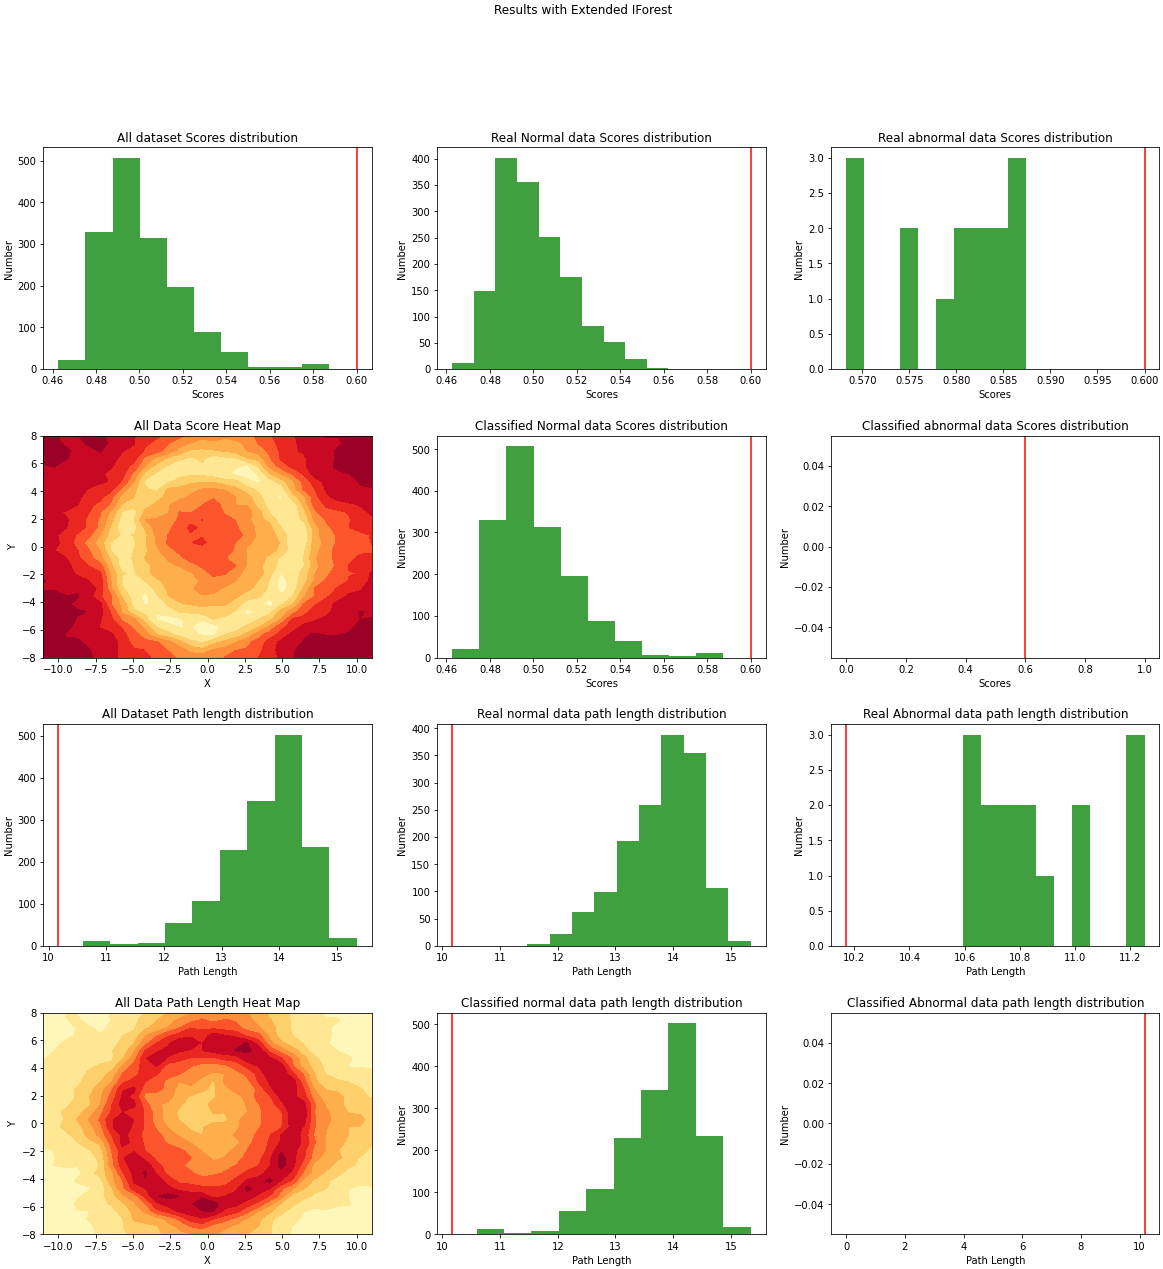 Results with Extended IForest
All dataset Scores distribution
Number
500
400
300
200
100
0
0.46 0.48 0.50 0.52 0.54 0.56 0.58 0.60
Scores
Real Normal data Scores distribution
Number
400
350
300
250
200
150
100
50
0
0.46 0.48 0.50 0.52 0.54 0.56 0.58 0.60
Scores
Real abnormal data Scores distribution
Number
3.0
2.5
2.0
1.5
1.0
0.5
0.0
0.570 0.575 0.580 0.585 0.590 0.595 0.600
Scores
All Data Score Heat Map
Y
8
6
4
2
0
−2
−4
−6
−8
−10.0 −7.5 −5.0 −2.5 0.0 2.5 5.0 7.5 10.0
X
Classified Normal data Scores distribution
Number
500
400
300
200
100
0
0.46 0.48 0.50 0.52 0.54 0.56 0.58 0.60
Scores
Classified abnormal data Scores distribution
Number
0.04
0.02
0.00
−0.02
−0.04
0.0 0.2 0.4 0.6 0.8 1.0
Scores
All Dataset Path length distribution
Number
500
400
300
200
100
0
10 11 12 13 14 15
Path Length
Real normal data path length distribution
Number
400
350
300
250
200
150
100
50
0
10 11 12 13 14 15
Path Length
Real Abnormal data path length distribution
Number
3.0
2.5
2.0
1.5
1.0
0.5
0.0
10.2 10.4 10.6 10.8 11.0 11.2
Path Length
All Data Path Length Heat Map
Y
8
6
4
2
0
−2
−4
−6
−8
−10.0 −7.5 −5.0 −2.5 0.0 2.5 5.0 7.5 10.0
X
Classified normal data path length distribution
Number
500
400
300
200
100
0
10 11 12 13 14 15
Path Length
Classified Abnormal data path length distribution
Number
0.04
0.02
0.00
−0.02
−0.04
0 2 4 6 8 10
Path Length